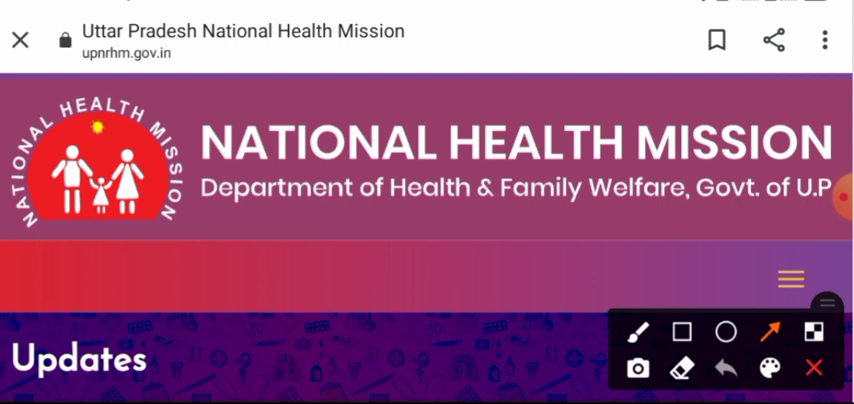 Uttar Pradesh National Health Mission
upnrhm.gov.in
NATIONAL HEALTH MISSION
NATIONAL HEALTH MISSION
Department of Health & Family Welfare, Govt. of U.P
Updates